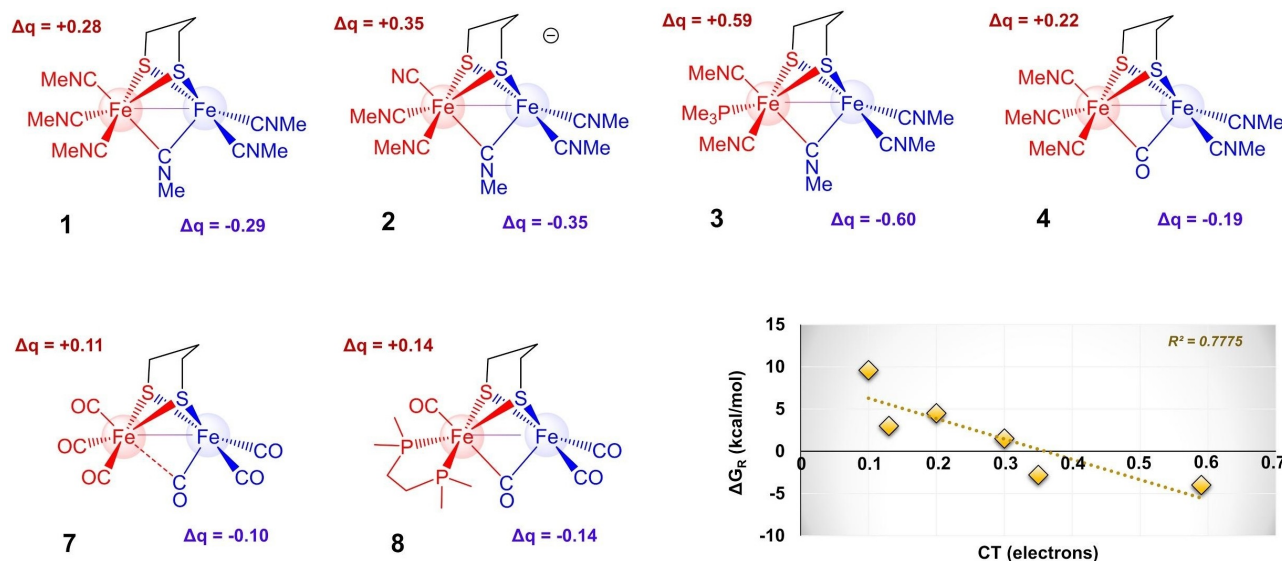 Δq = +0.28
S
S
MeNC
MeNC
MeNC
Fe
Fe
CNMe
CNMe
C
N
Me
1
Δq = -0.29
Δq = +0.35
⊖
S
S
NC
MeNC
MeNC
Fe
Fe
CNMe
CNMe
C
N
Me
2
Δq = -0.35
Δq = +0.59
S
S
MeNC
Me3P
MeNC
Fe
Fe
CNMe
CNMe
C
N
Me
3
Δq = -0.60
Δq = +0.22
S
S
MeNC
MeNC
MeNC
Fe
Fe
CNMe
CNMe
C
O
4
Δq = -0.19
Δq = +0.11
S
S
OC
OC
OC
Fe
Fe
CO
CO
C
O
7
Δq = -0.10
Δq = +0.14
S
S
OC
P
P
Fe
Fe
CO
CO
C
O
8
Δq = -0.14
R² = 0.7775
15
10
5
0
-5
-10
0 0.1 0.2 0.3 0.4 0.5 0.6 0.7
ΔGR (kcal/mol)
CT (electrons)